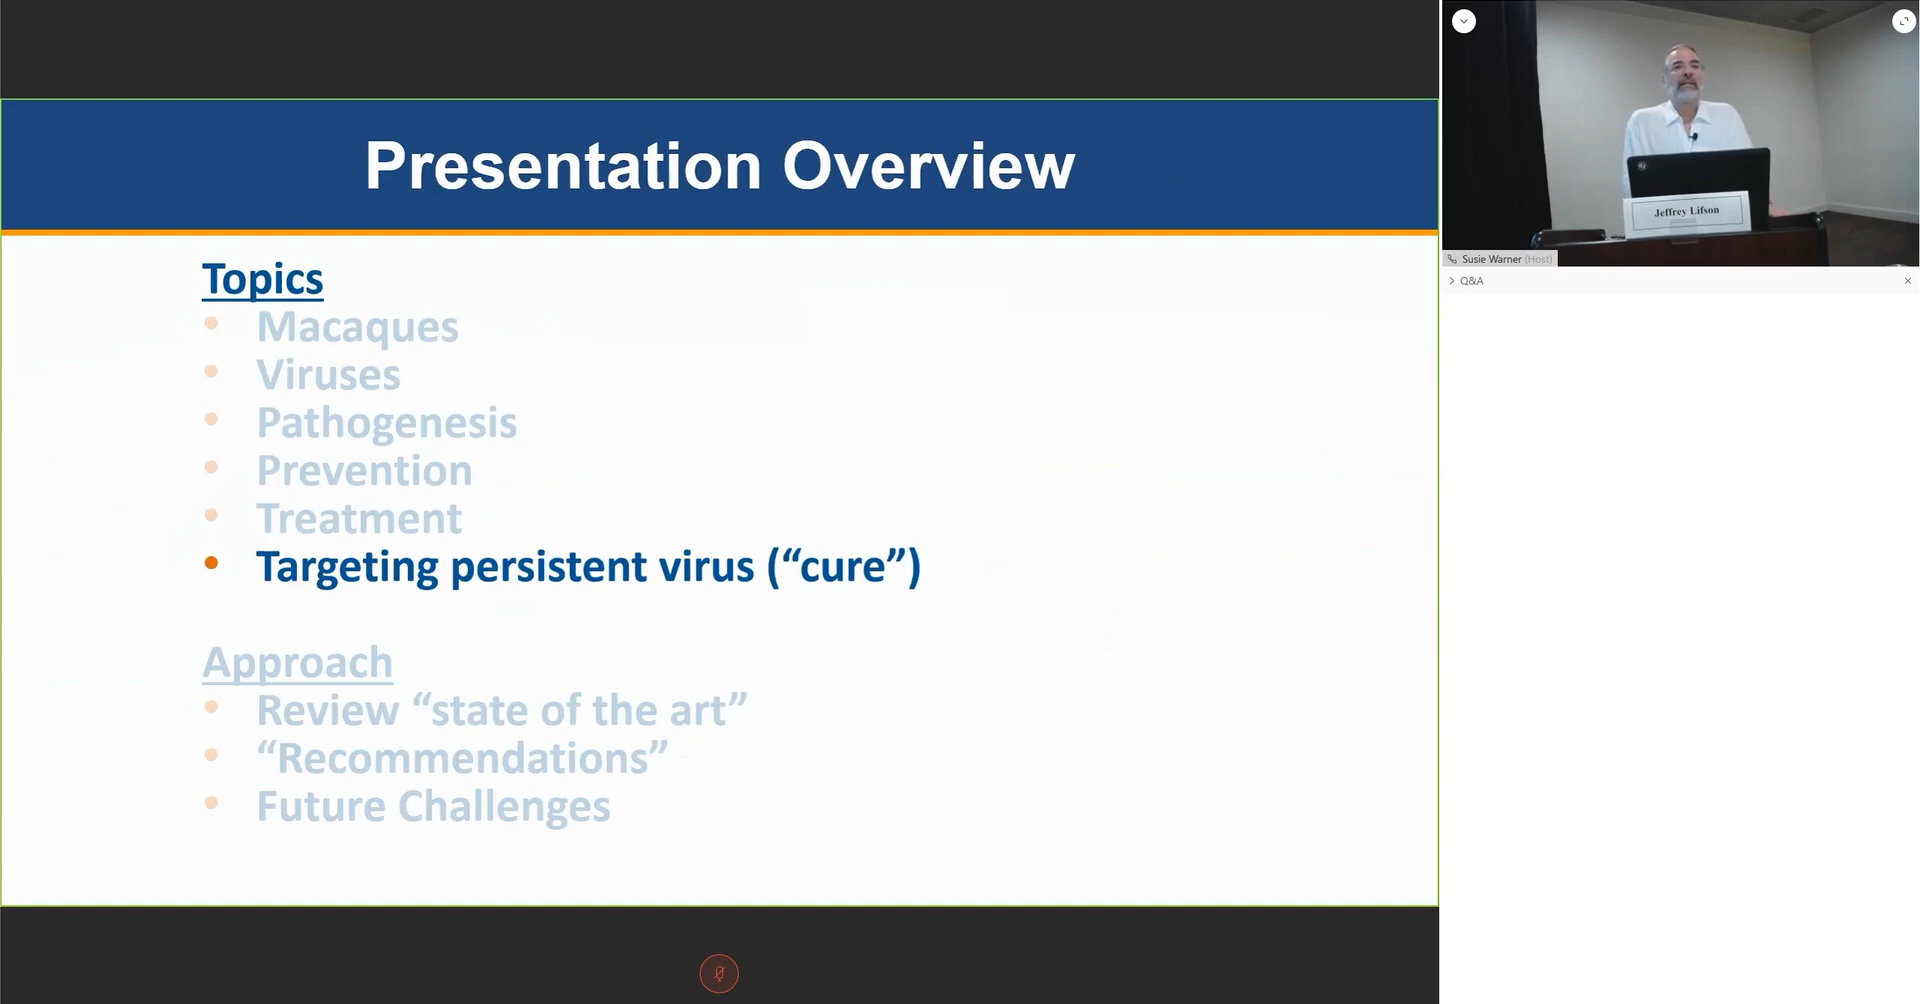 Presentation Overview
Topics
• Macaques
• Viruses
• Pathogenesis
• Prevention
• Treatment
• Targeting persistent virus (“cure”)
Approach
• Review “state of the art”
• “Recommendations”
• Future Challenges
Jeffrey Lifson
Susie Warner (Host)
Q&A